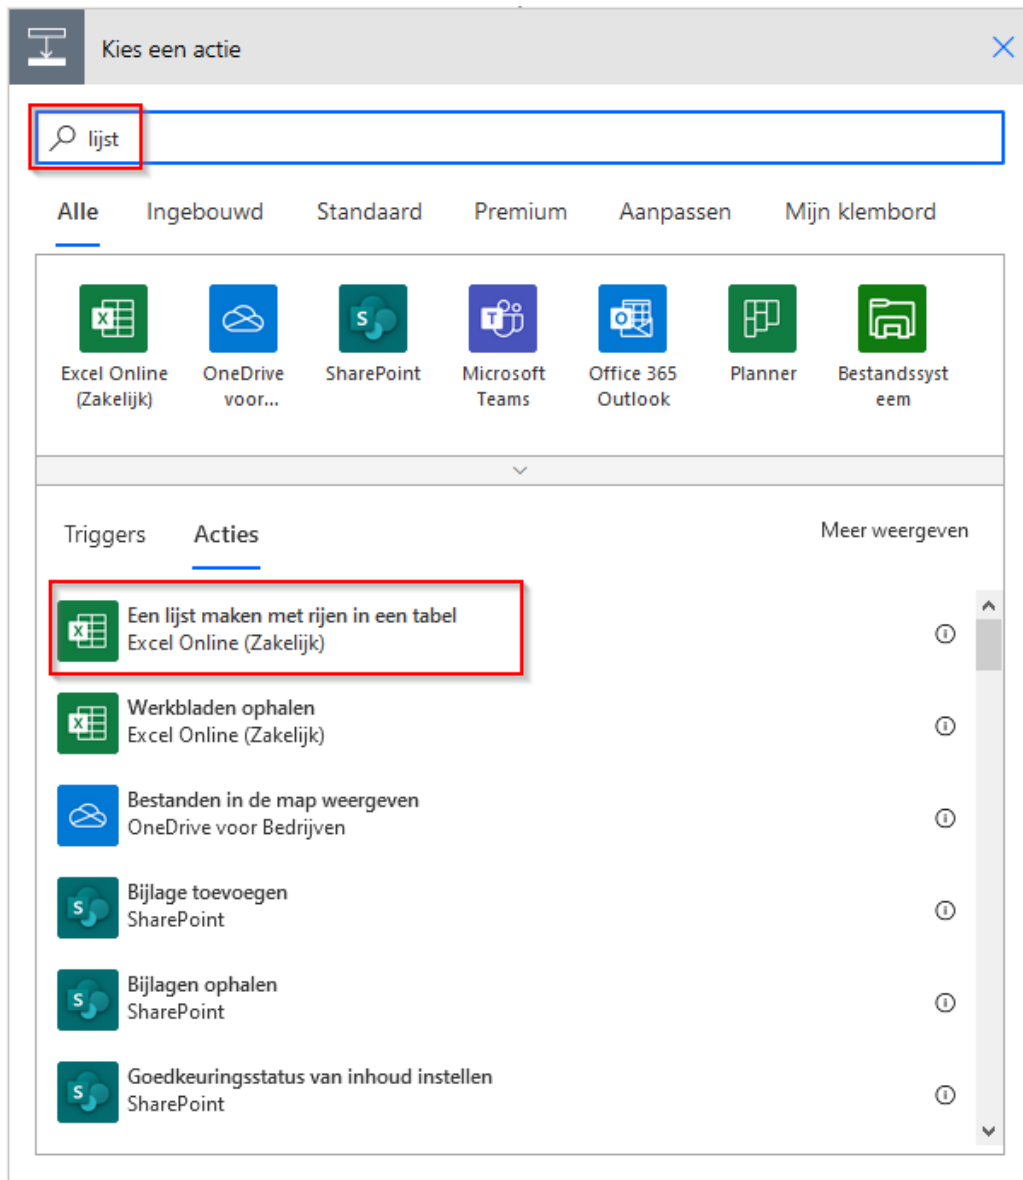 Kies een actie
lijst
Alle Ingebouwd Standaard Premium Aanpassen Mijn klembord
Excel Online (Zakelijk)
OneDrive voor...
SharePoint
Microsoft Teams
Office 365 Outlook
Planner
Bestandssysteem
Triggers Acties Meer weergeven
Een lijst maken met rijen in een tabel
Excel Online (Zakelijk)
Werkbladen ophalen
Excel Online (Zakelijk)
Bestanden in de map weergeven
OneDrive voor Bedrijven
Bijlage toevoegen
SharePoint
Bijlagen ophalen
SharePoint
Goedkeuringsstatus van inhoud instellen
SharePoint